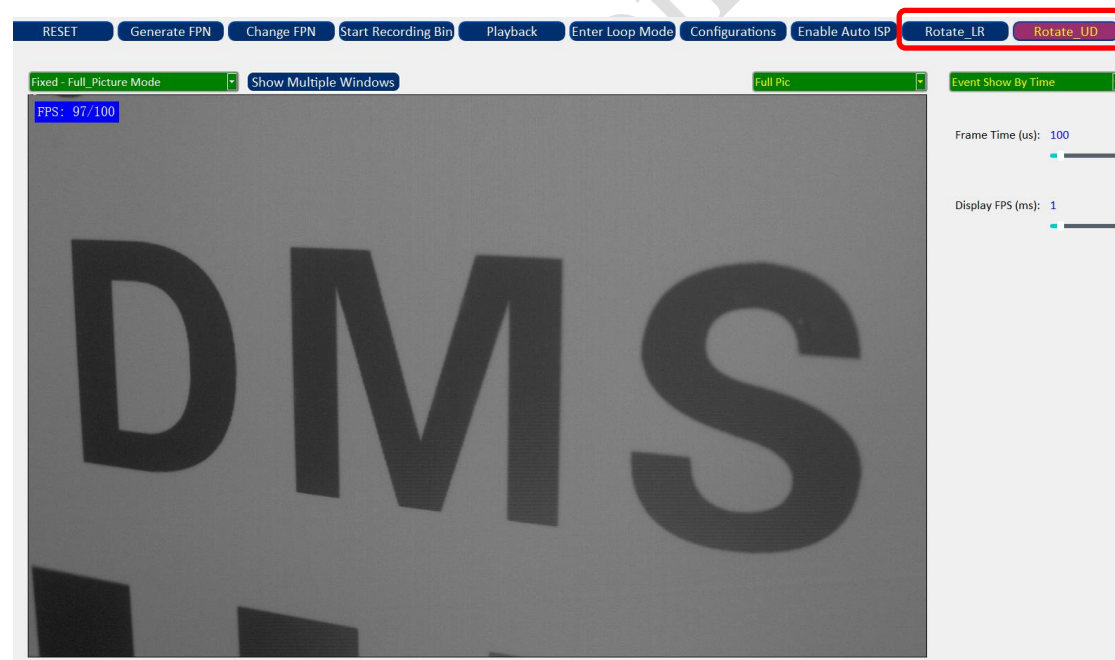 RESET Generate FPN Change FPN Start Recording Bin Playback Enter Loop Mode Configurations Enable Auto ISP Rotate_LR Rotate_UD
Fixed - Full_Picture Mode Show Multiple Windows Full Pic Event Show By Time
FPS: 97/100
Frame Time (us): 100
Display FPS (ms): 1
DMS